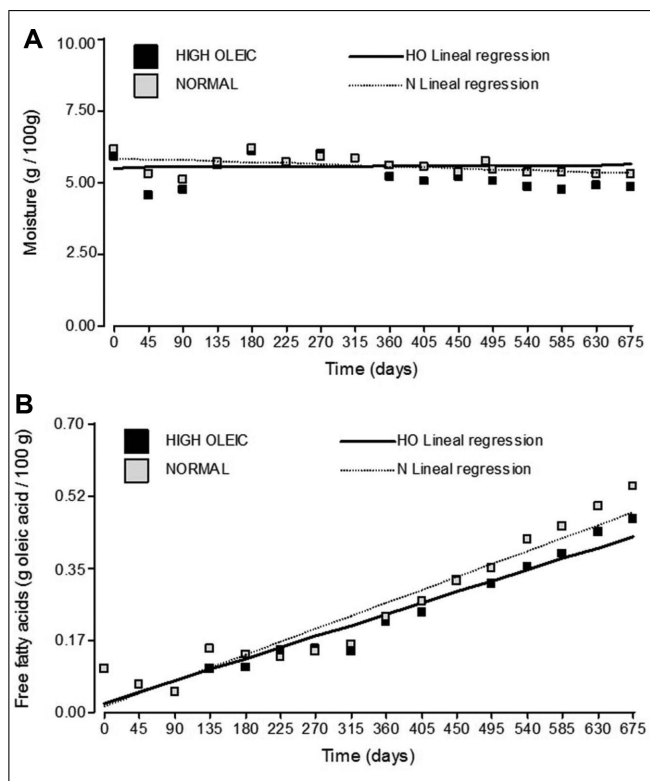 A
10.00
HIGH OLEIC
HO Lineal regression
NORMAL
N Lineal regression
7.50
5.00
2.50
0.00
Moisture (g / 100g)
0 45 90 135 180 225 270 315 360 405 450 495 540 585 630 675
Time (days)
B
0.70
HIGH OLEIC
HO Lineal regression
NORMAL
N Lineal regression
0.52
0.35
0.17
0.00
Free fatty acids (g oleic acid / 100 g)
0 45 90 135 180 225 270 315 360 405 450 495 540 585 630 675
Time (days)